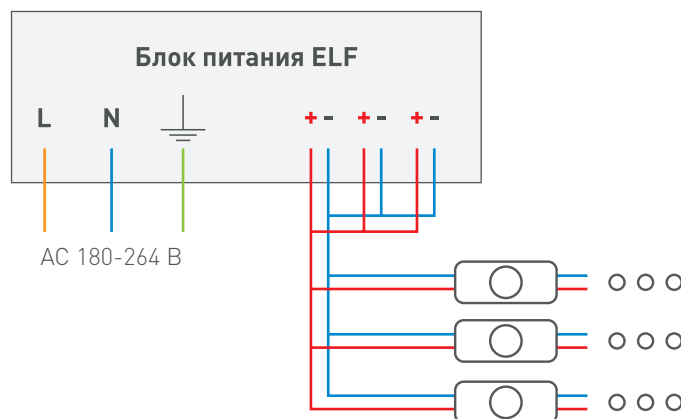 Блок питания ELF
L N + - + - + -
AC 180-264 В